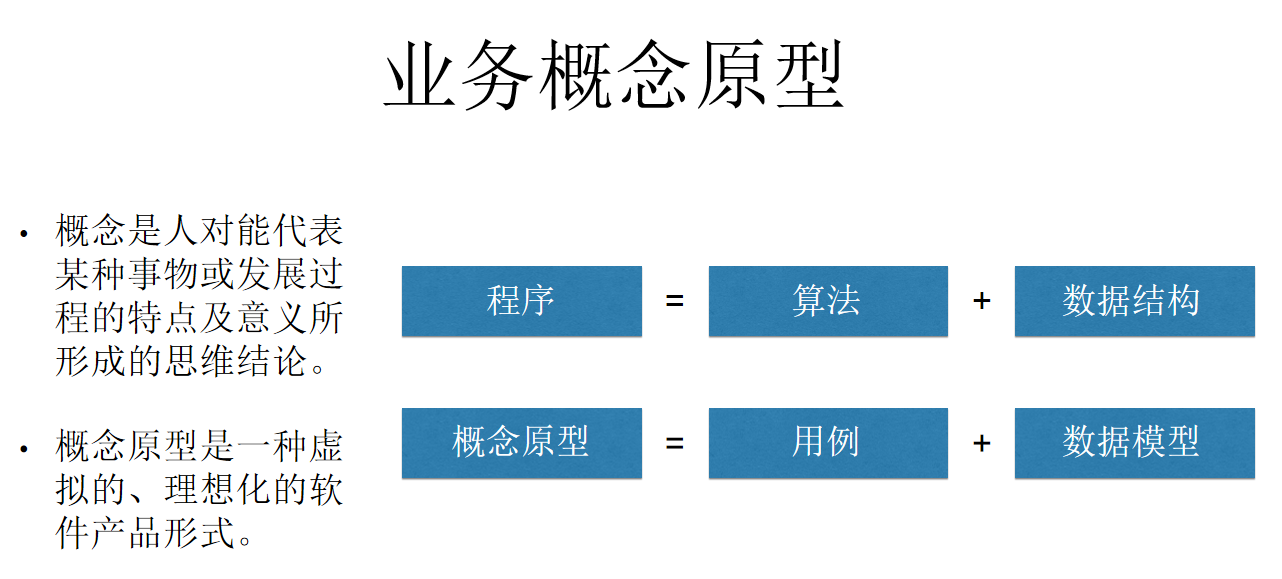 业务概念原型
• 概念是人对能代表
某种事物或发展过
程的特点及意义所
形成的思维结论。
• 概念原型是一种虚
拟的、理想化的软
件产品形式。
程序 = 算法 + 数据结构
概念原型 = 用例 + 数据模型